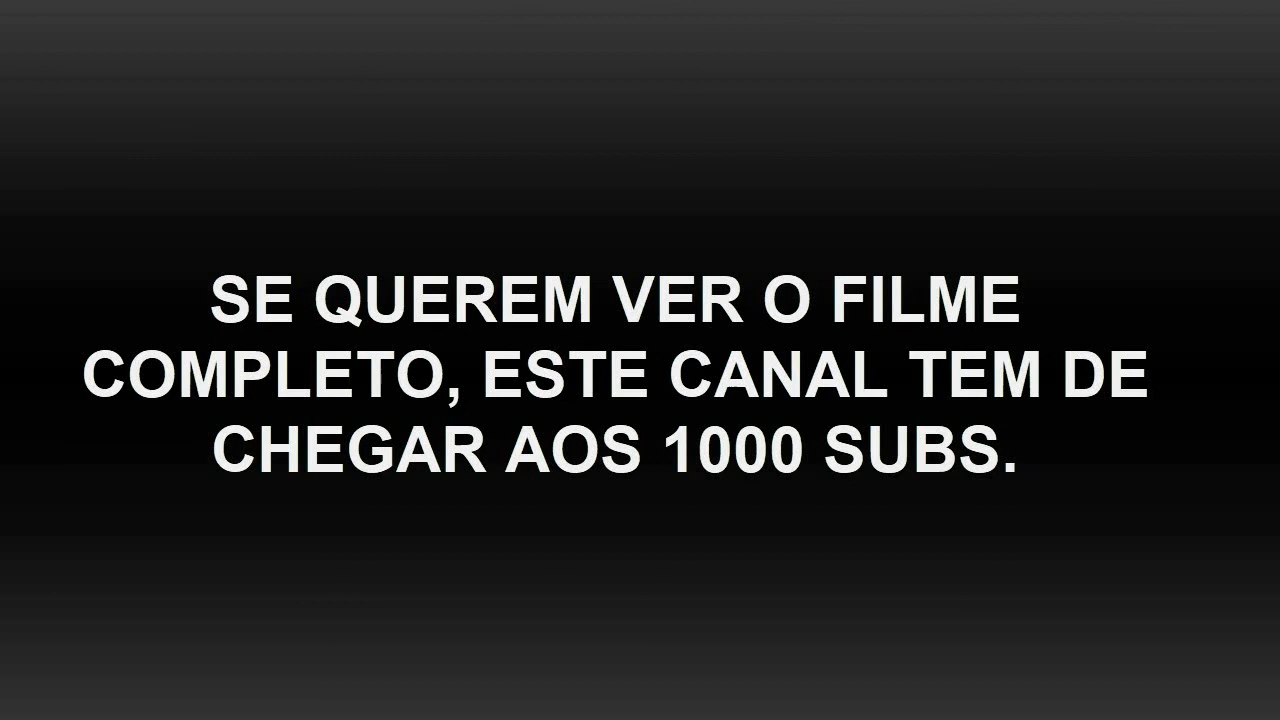 SE QUEREM VER O FILME
COMPLETO, ESTE CANAL TEM DE
CHEGAR AOS 1000 SUBS.